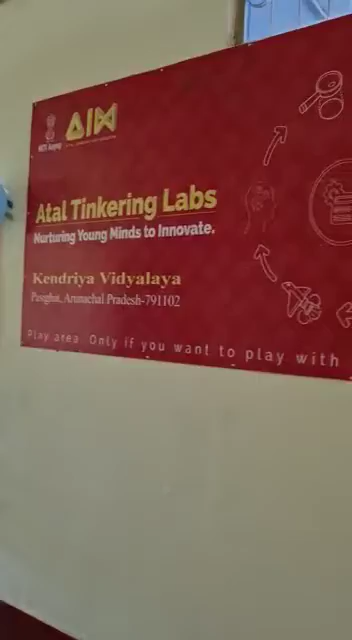 NITI Aayog
AIM
Atal Tinkering Labs
Nurturing Young Minds to Innovate.
Kendriya Vidyalaya
Pasighat, Arunachal Pradesh-791102
Play area. Only if you want to play with